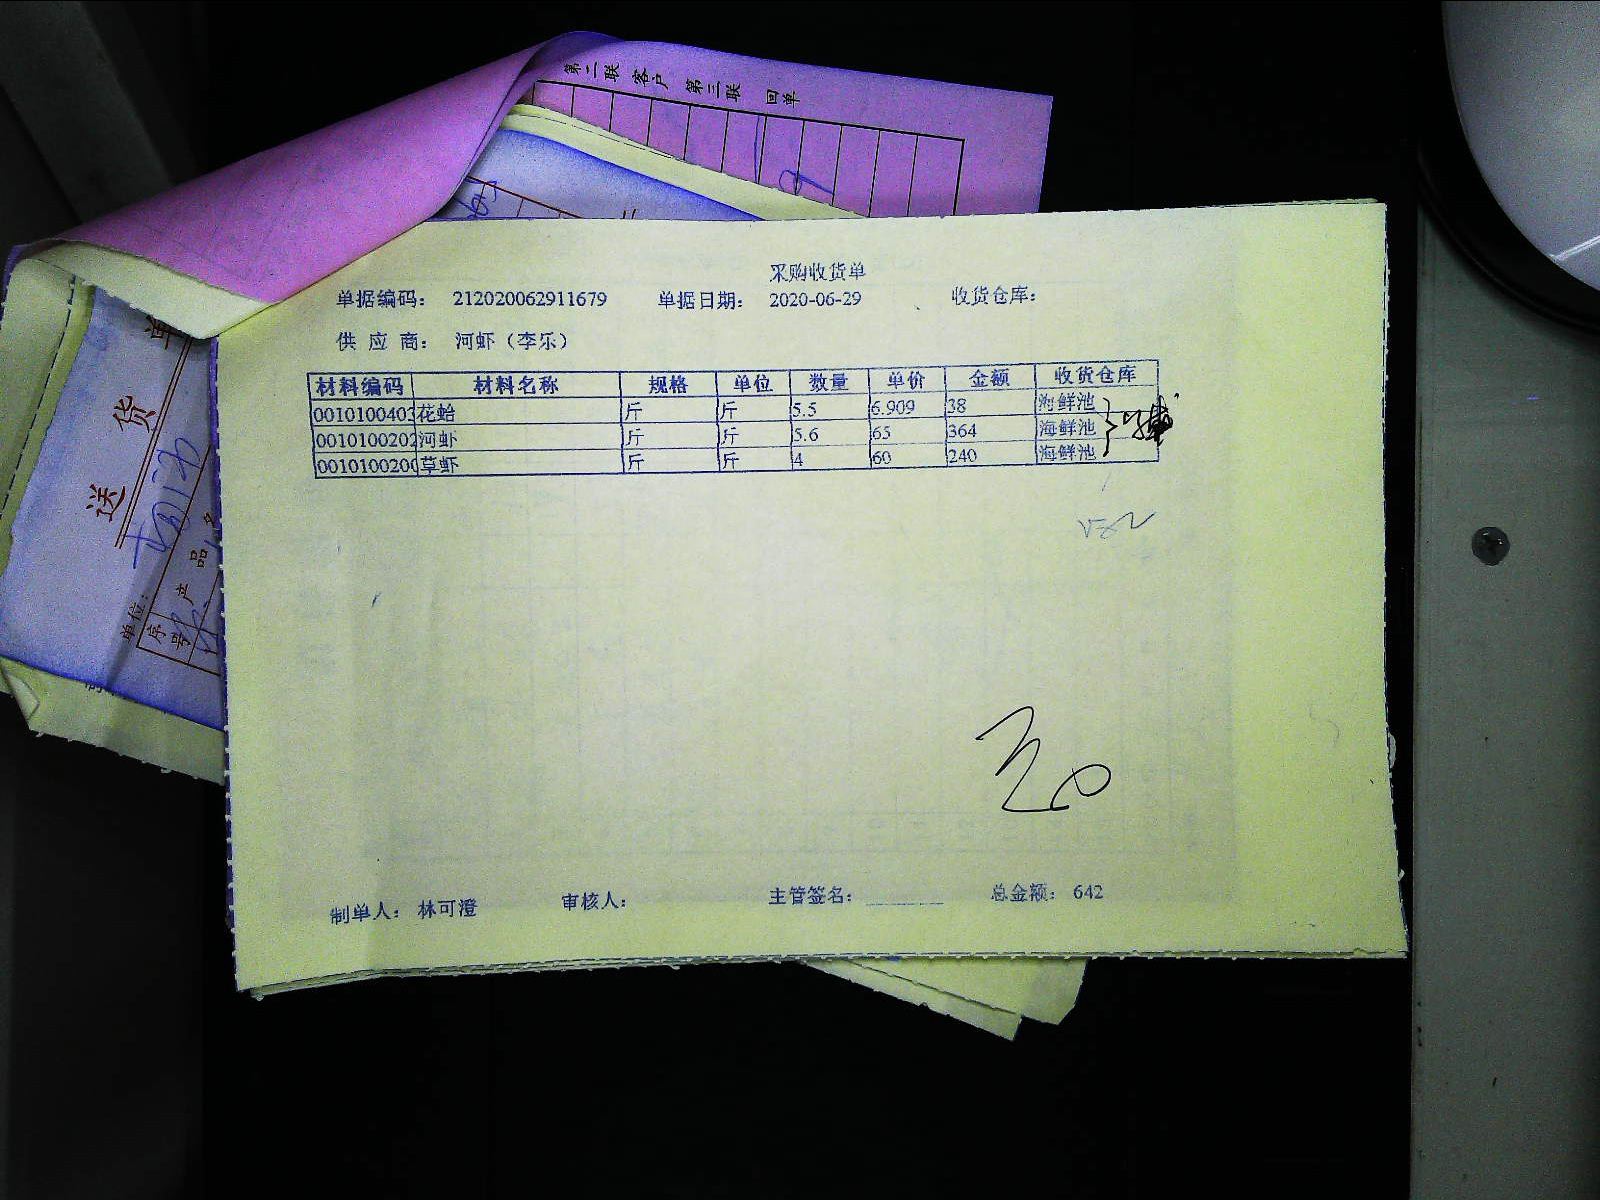 第二联 客户 第三联 回单
采购收货单
单据编码: 212020062911679 单据日期: 2020-06-29 收货仓库:
供 应 商: 河虾（李乐）
材料编码 材料名称 规格 单位 数量 单价 金额 收货仓库
0010100403 花蛤 斤 斤 5.5 6.909 38 海鲜池
0010100202 河虾 斤 斤 5.6 65 364 海鲜池
001010020 草虾 斤 斤 4 60 240 海鲜池
制单人: 林可澄 审核人: 主管签名: 总金额: 642
送 货 单
单位:
序号 产品名